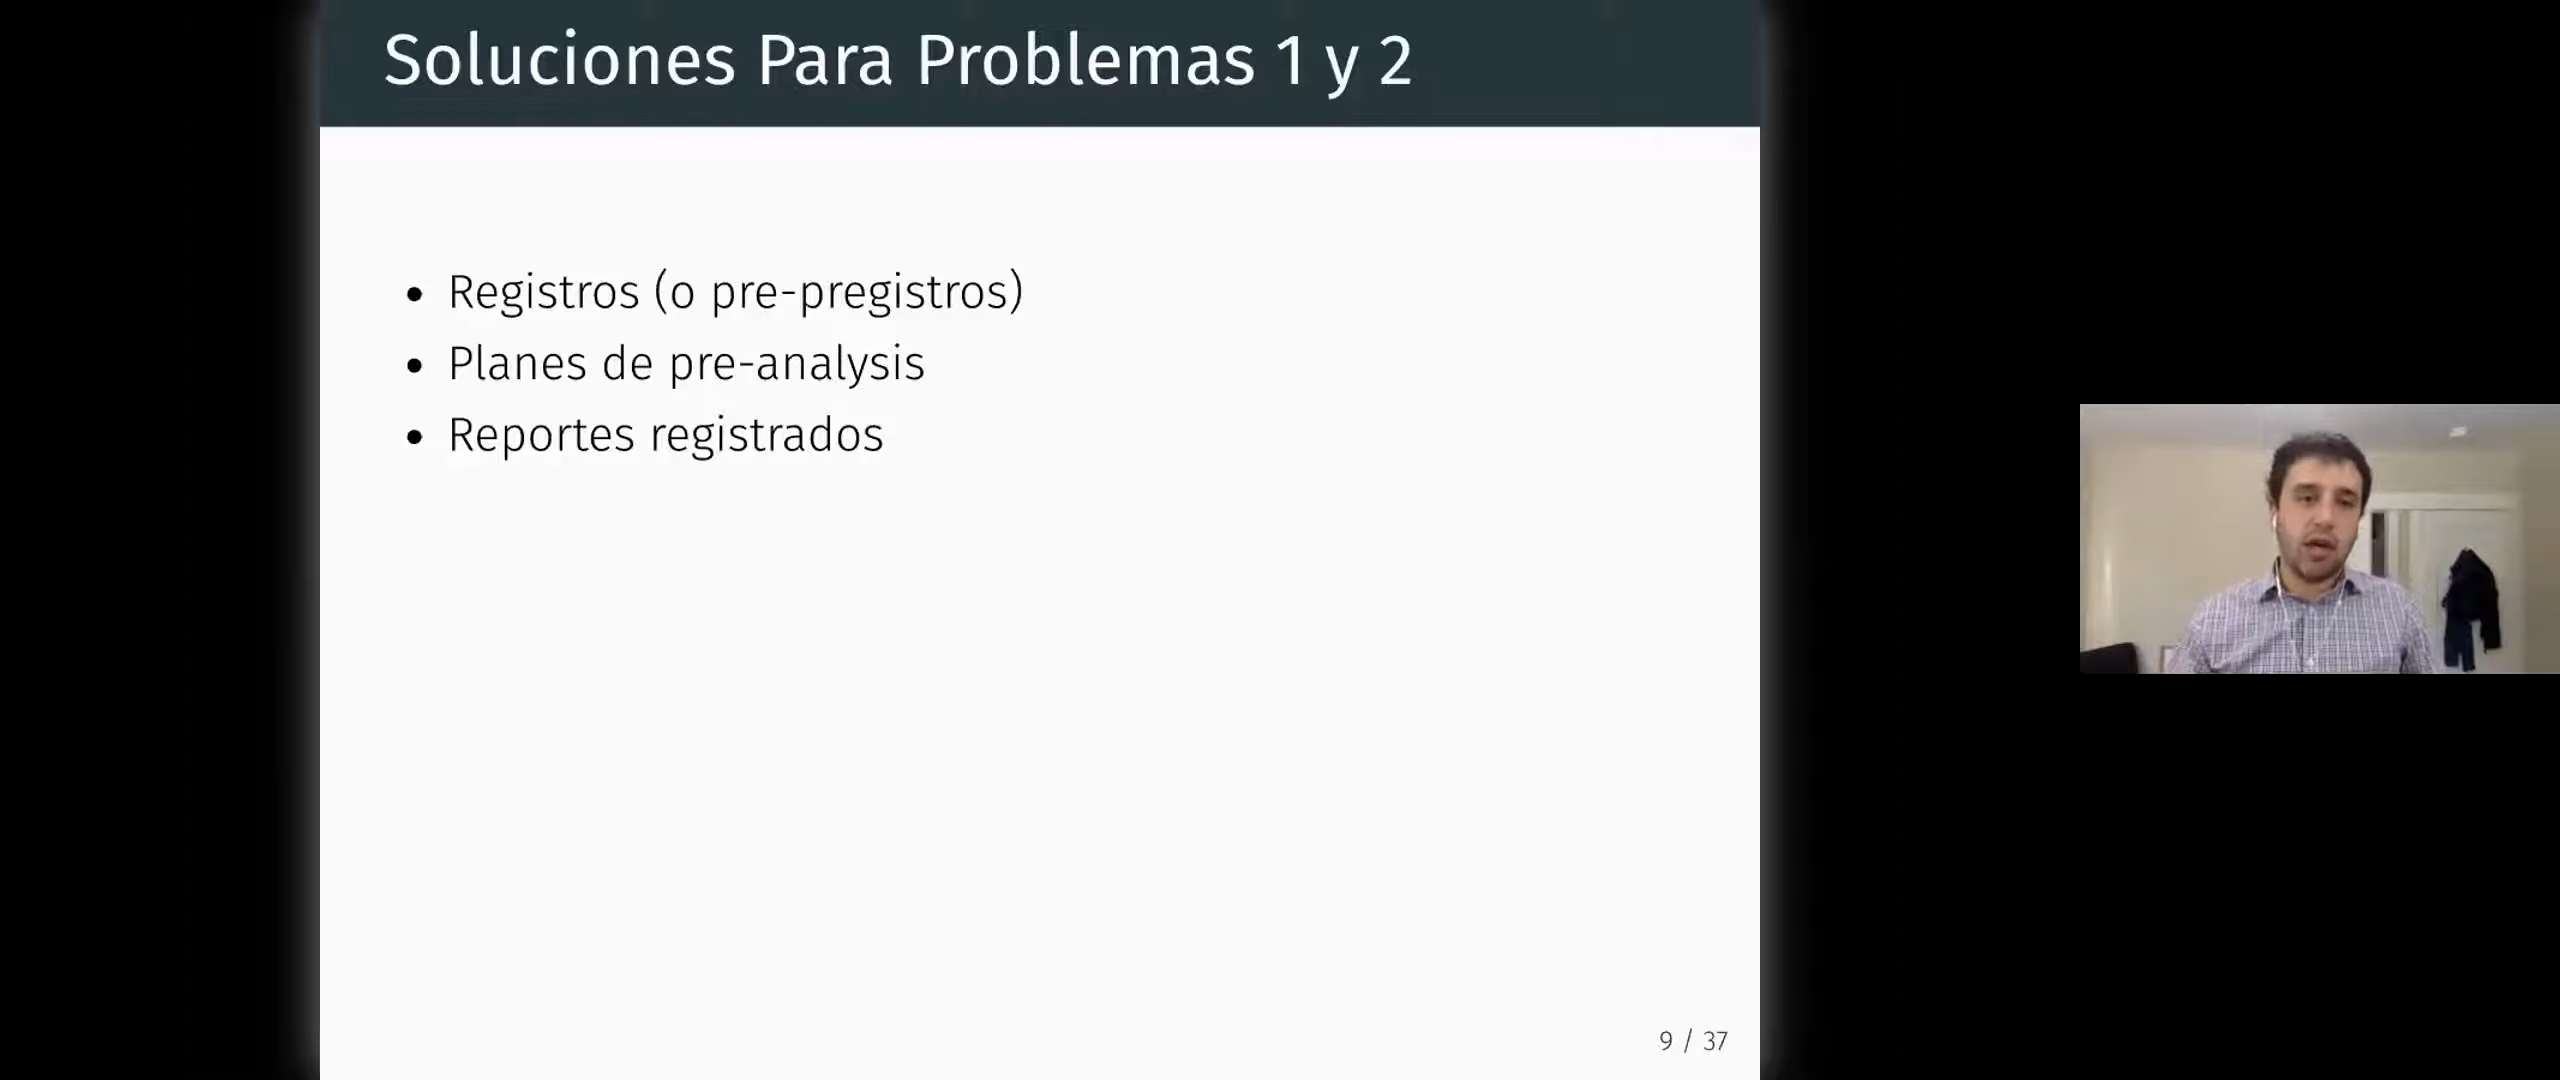 Soluciones Para Problemas 1 y 2
• Registros (o pre-pregistros)
• Planes de pre-analysis
• Reportes registrados
9 / 37